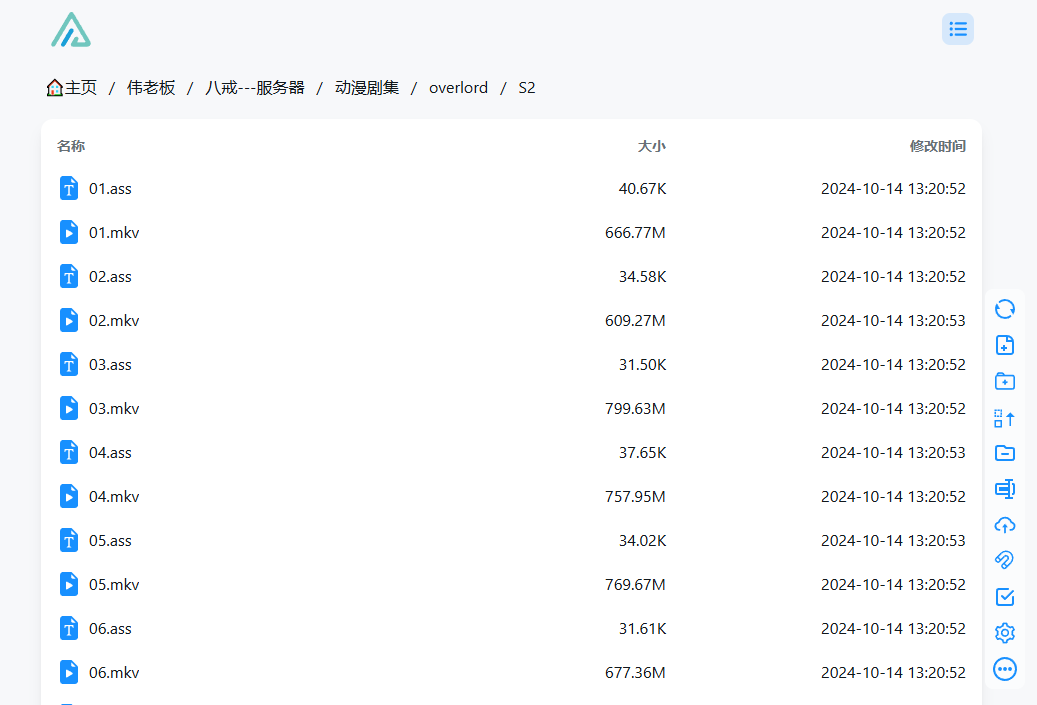 主页 / 伟老板 / 八戒---服务器 / 动漫剧集 / overlord / S2
名称 大小 修改时间
01.ass 40.67K 2024-10-14 13:20:52
01.mkv 666.77M 2024-10-14 13:20:52
02.ass 34.58K 2024-10-14 13:20:52
02.mkv 609.27M 2024-10-14 13:20:53
03.ass 31.50K 2024-10-14 13:20:52
03.mkv 799.63M 2024-10-14 13:20:52
04.ass 37.65K 2024-10-14 13:20:53
04.mkv 757.95M 2024-10-14 13:20:52
05.ass 34.02K 2024-10-14 13:20:53
05.mkv 769.67M 2024-10-14 13:20:52
06.ass 31.61K 2024-10-14 13:20:52
06.mkv 677.36M 2024-10-14 13:20:52